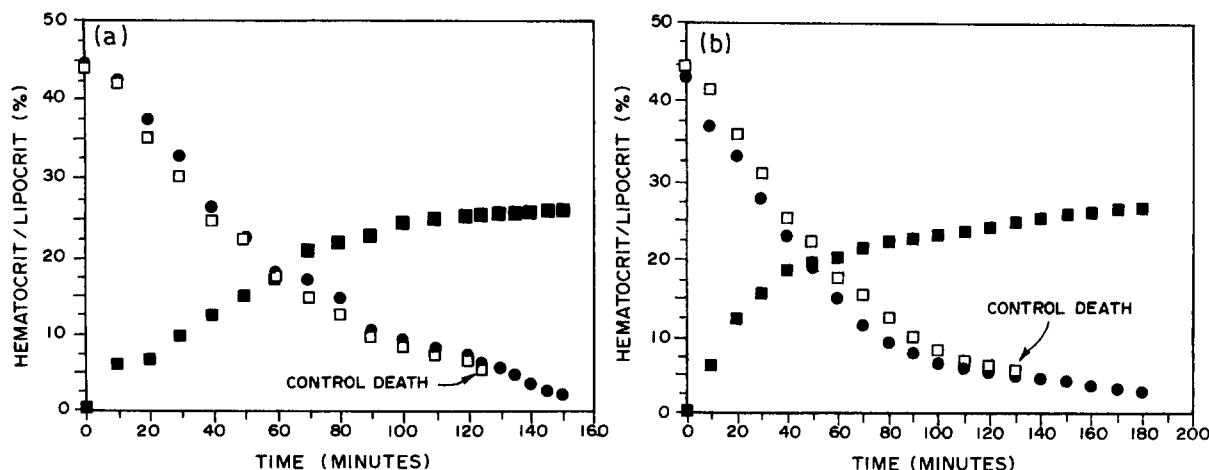 (a)
HEMATOCRIT/LIPOCRIT (%)
50
40
30
20
10
0
CONTROL DEATH
0 20 40 60 80 100 120 140 160
TIME (MINUTES)
(b)
HEMATOCRIT/LIPOCRIT (%)
50
40
30
20
10
0
CONTROL DEATH
0 20 40 60 80 100 120 140 160 180 200
TIME (MINUTES)